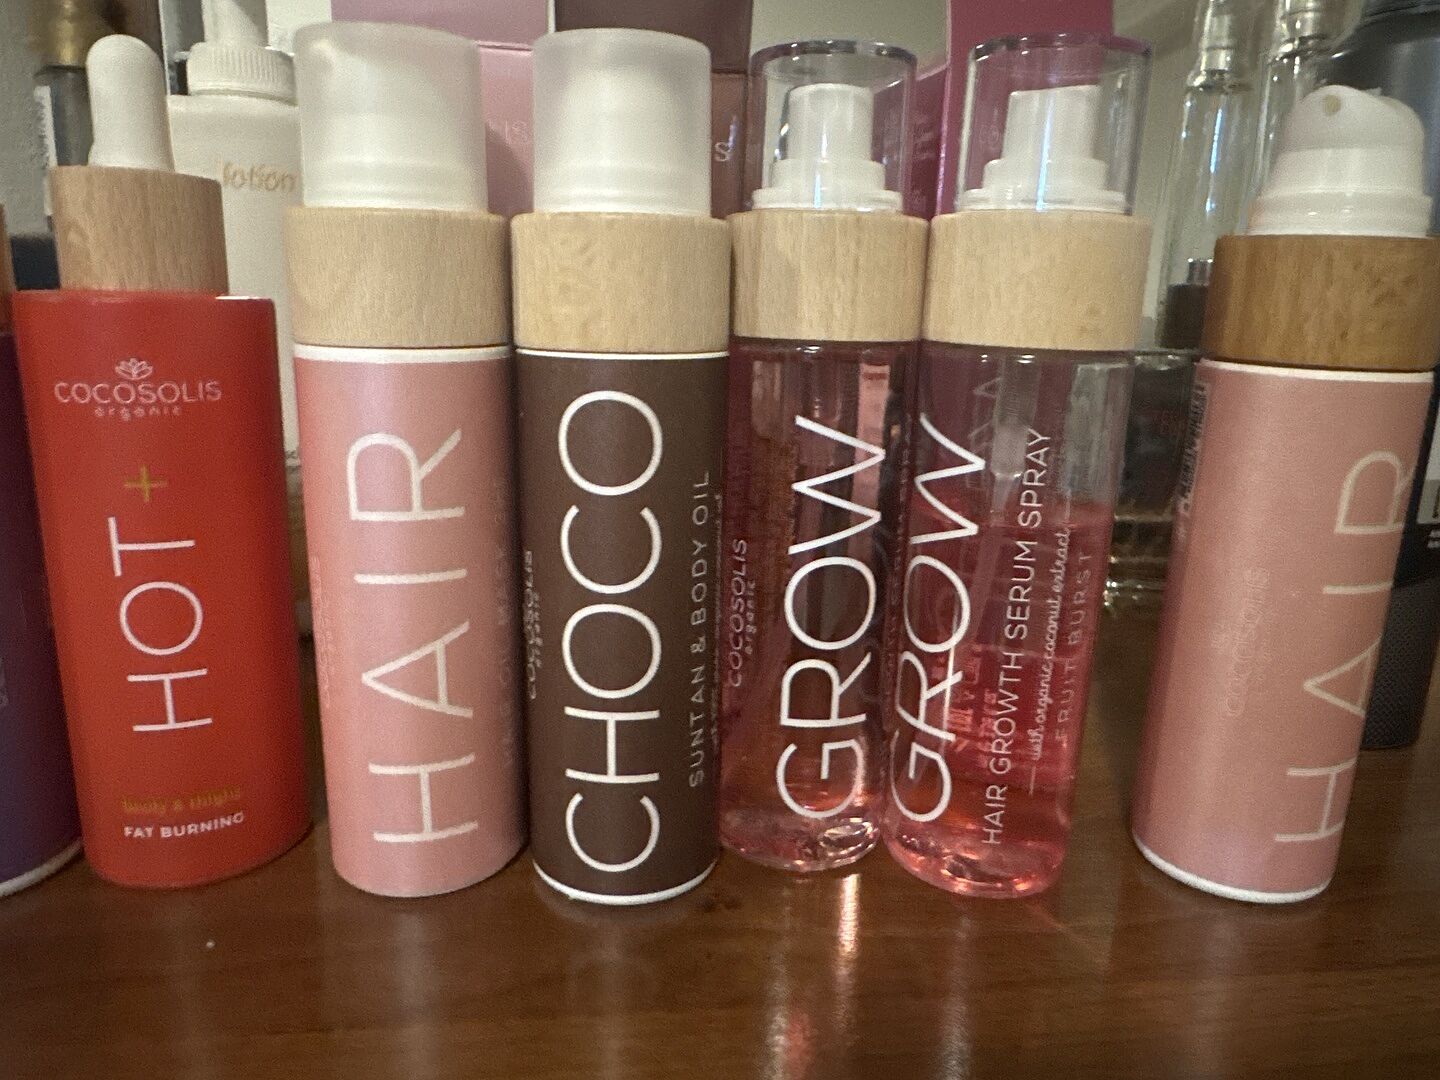 COCOSOLIS
organic
HOT +
FAT BURNING
lotion
HAIR
COCOSOLIS
organic
CHOCO
SUNTAN & BODY OIL
COCOSOLIS
organic
GROW
GROW
HAIR GROWTH SERUM SPRAY
with organic coconut extract
FRUIT BURST
COCOSOLIS
HAIR